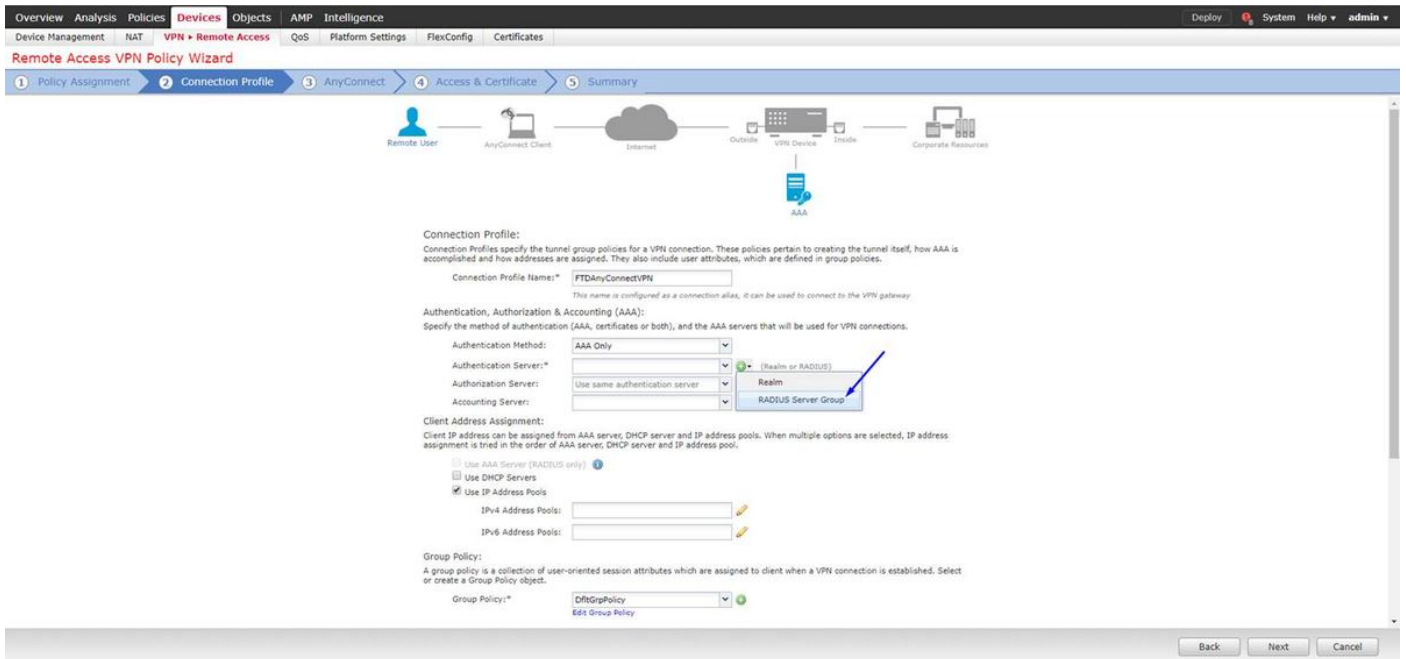 Overview Analysis Policies Devices Objects AMP Intelligence Deploy System Help admin
Device Management NAT VPN ▸ Remote Access QoS Platform Settings FlexConfig Certificates
Remote Access VPN Policy Wizard
1 Policy Assignment 2 Connection Profile 3 AnyConnect 4 Access & Certificate 5 Summary
Remote User AnyConnect Client Internet Outside VPN Device Inside Corporate Resources
AAA
Connection Profile:
Connection Profiles specify the tunnel group policies for a VPN connection. These policies pertain to creating the tunnel itself, how AAA is
accomplished and how addresses are assigned. They also include user attributes, which are defined in group policies.
Connection Profile Name:* FTDAnyConnectVPN
This name is configured as a connection alias, it can be used to connect to the VPN gateway
Authentication, Authorization & Accounting (AAA):
Specify the method of authentication (AAA, certificates or both), and the AAA servers that will be used for VPN connections.
Authentication Method: AAA Only
Authentication Server:* (Realm or RADIUS)
Realm
Authorization Server: Use same authentication server
RADIUS Server Group
Accounting Server:
Client Address Assignment:
Client IP address can be assigned from AAA server, DHCP server and IP address pools. When multiple options are selected, IP address
assignment is tried in the order of AAA server, DHCP server and IP address pool.
Use AAA Server (RADIUS only)
Use DHCP Servers
Use IP Address Pools
IPv4 Address Pools:
IPv6 Address Pools:
Group Policy:
A group policy is a collection of user-oriented session attributes which are assigned to client when a VPN connection is established. Select
or create a Group Policy object.
Group Policy:* DfltGrpPolicy
Edit Group Policy
Back Next Cancel